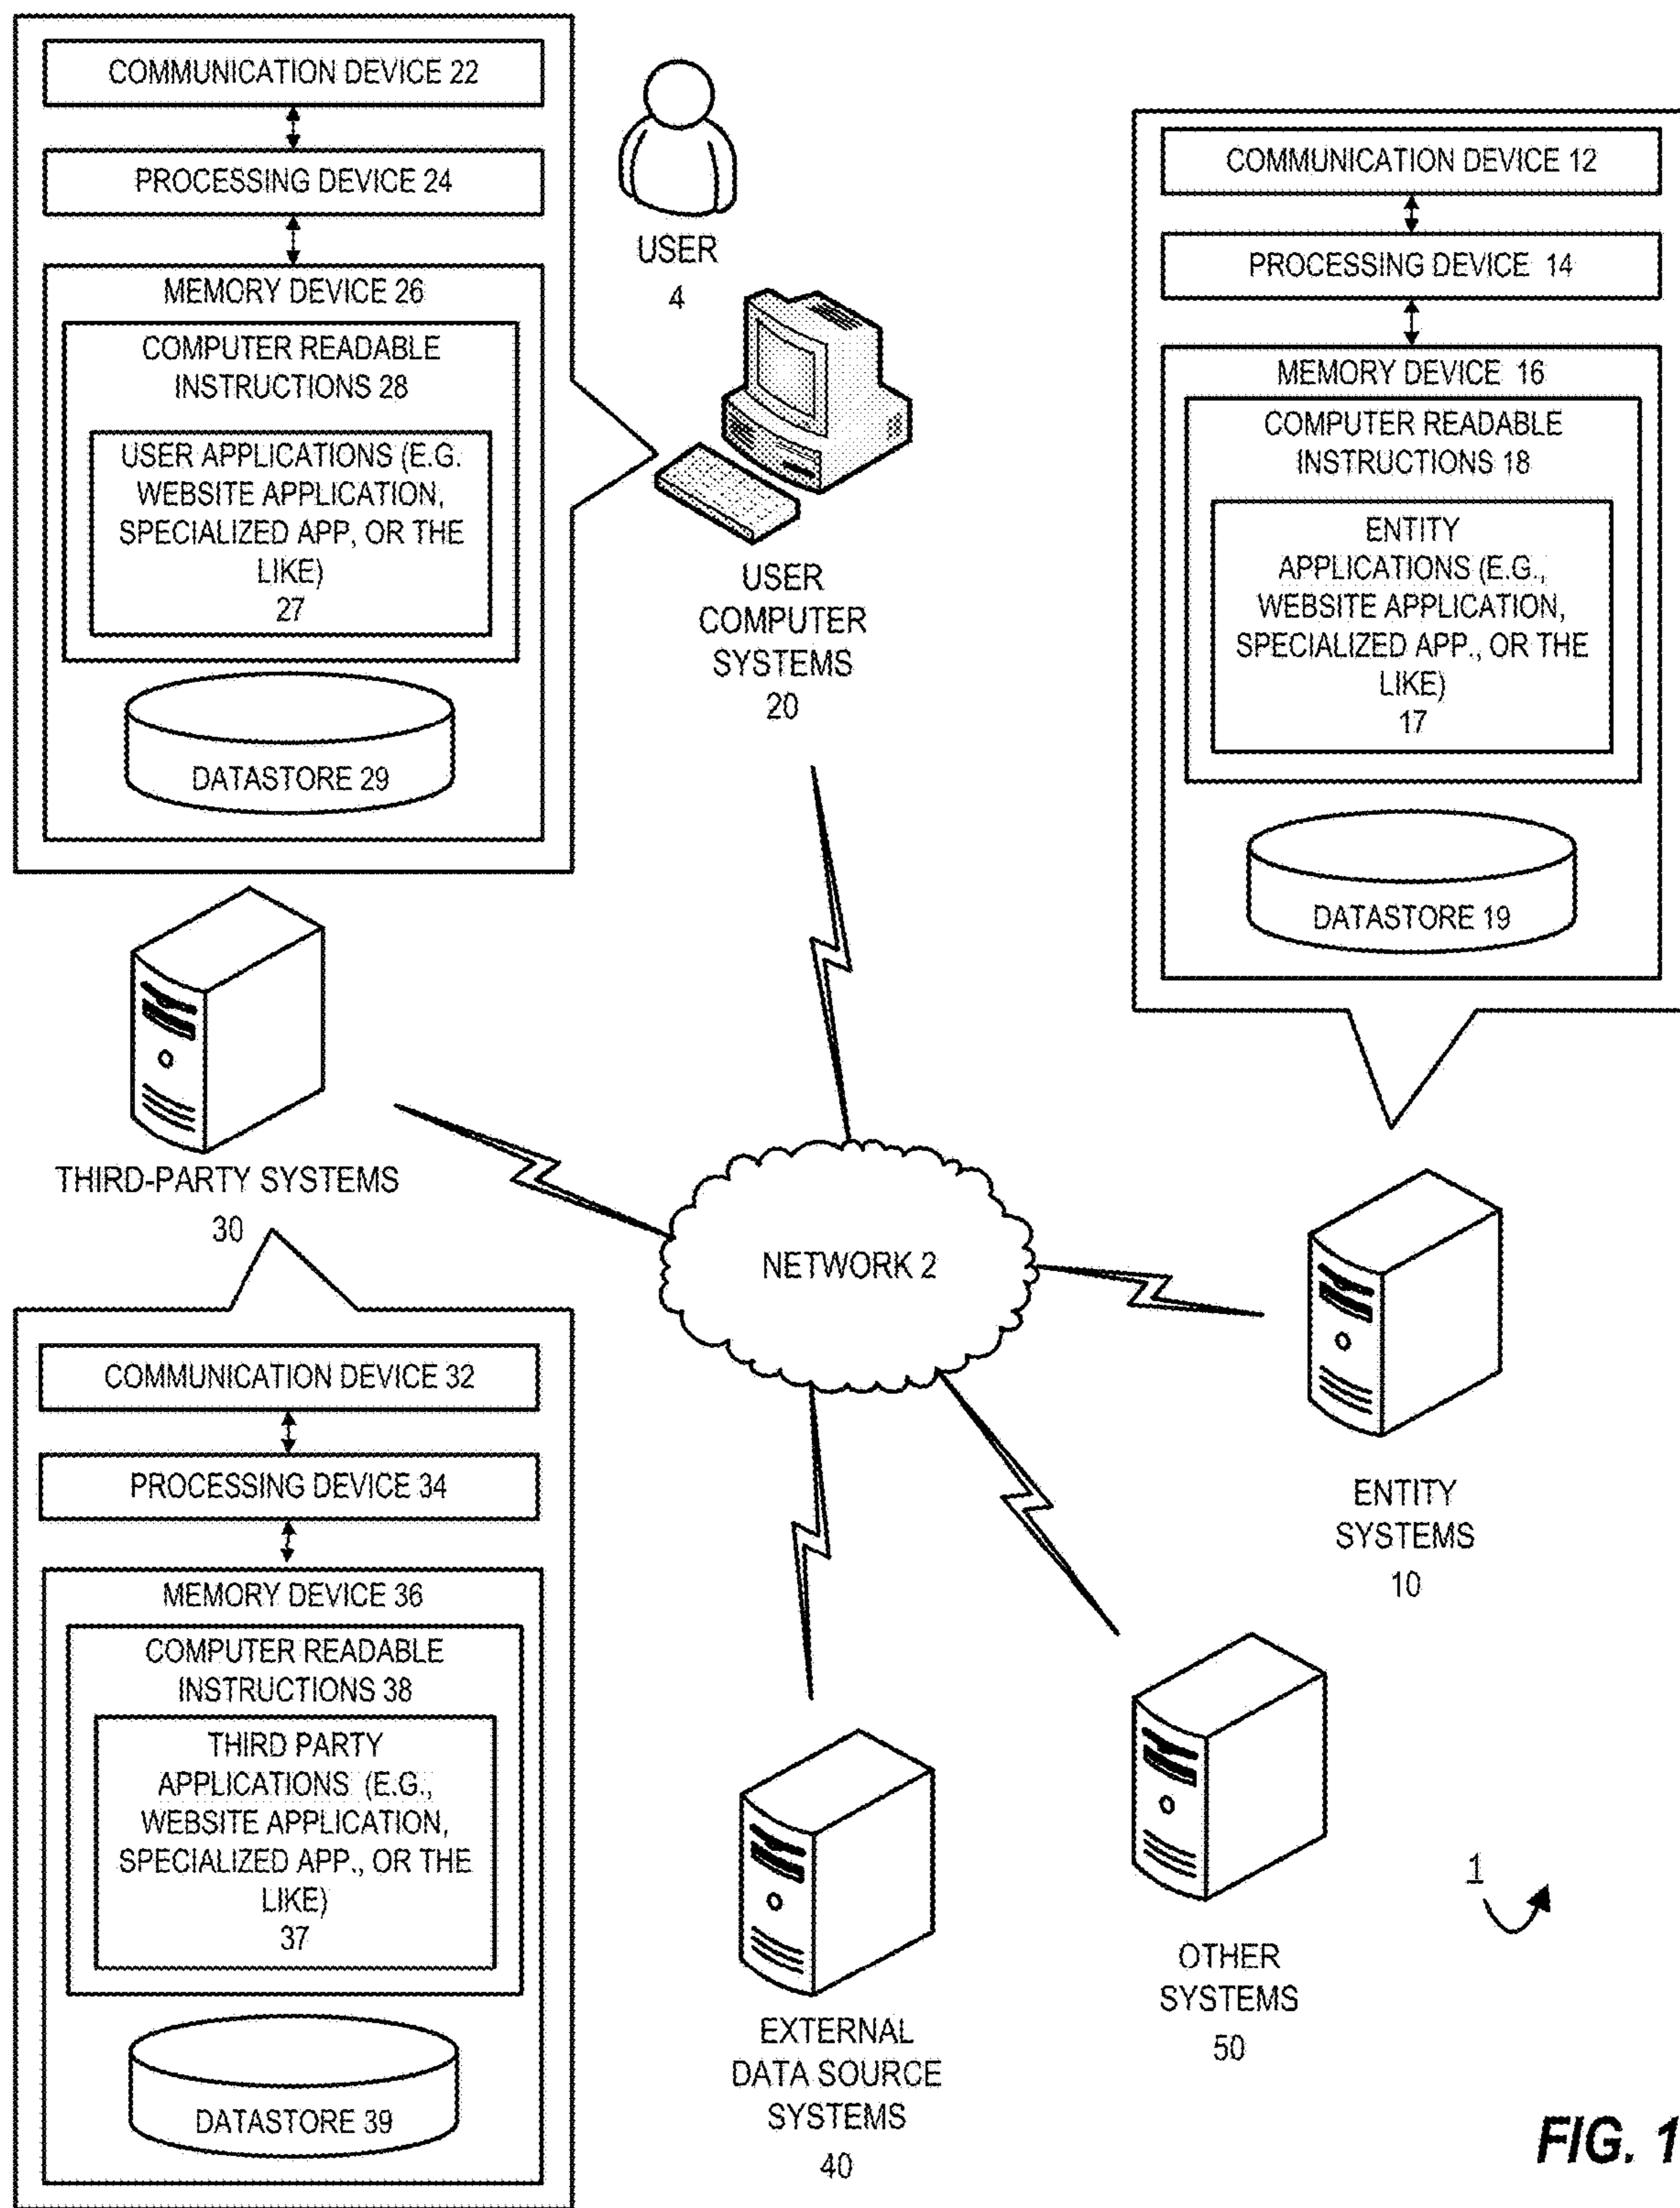 COMMUNICATION DEVICE 22
PROCESSING DEVICE 24
MEMORY DEVICE 26
COMPUTER READABLE
INSTRUCTIONS 28
USER APPLICATIONS (E.G.
WEBSITE APPLICATION,
SPECIALIZED APP, OR THE
LIKE)
27
DATASTORE 29
USER
4
USER
COMPUTER
SYSTEMS
20
COMMUNICATION DEVICE 12
PROCESSING DEVICE 14
MEMORY DEVICE 16
COMPUTER READABLE
INSTRUCTIONS 18
ENTITY
APPLICATIONS (E.G.,
WEBSITE APPLICATION,
SPECIALIZED APP., OR THE
LIKE)
17
DATASTORE 19
THIRD-PARTY SYSTEMS
30
NETWORK 2
COMMUNICATION DEVICE 32
PROCESSING DEVICE 34
MEMORY DEVICE 36
COMPUTER READABLE
INSTRUCTIONS 38
THIRD PARTY
APPLICATIONS (E.G.,
WEBSITE APPLICATION,
SPECIALIZED APP., OR THE
LIKE)
37
DATASTORE 39
ENTITY
SYSTEMS
10
EXTERNAL
DATA SOURCE
SYSTEMS
40
OTHER
SYSTEMS
50
1
FIG. 1